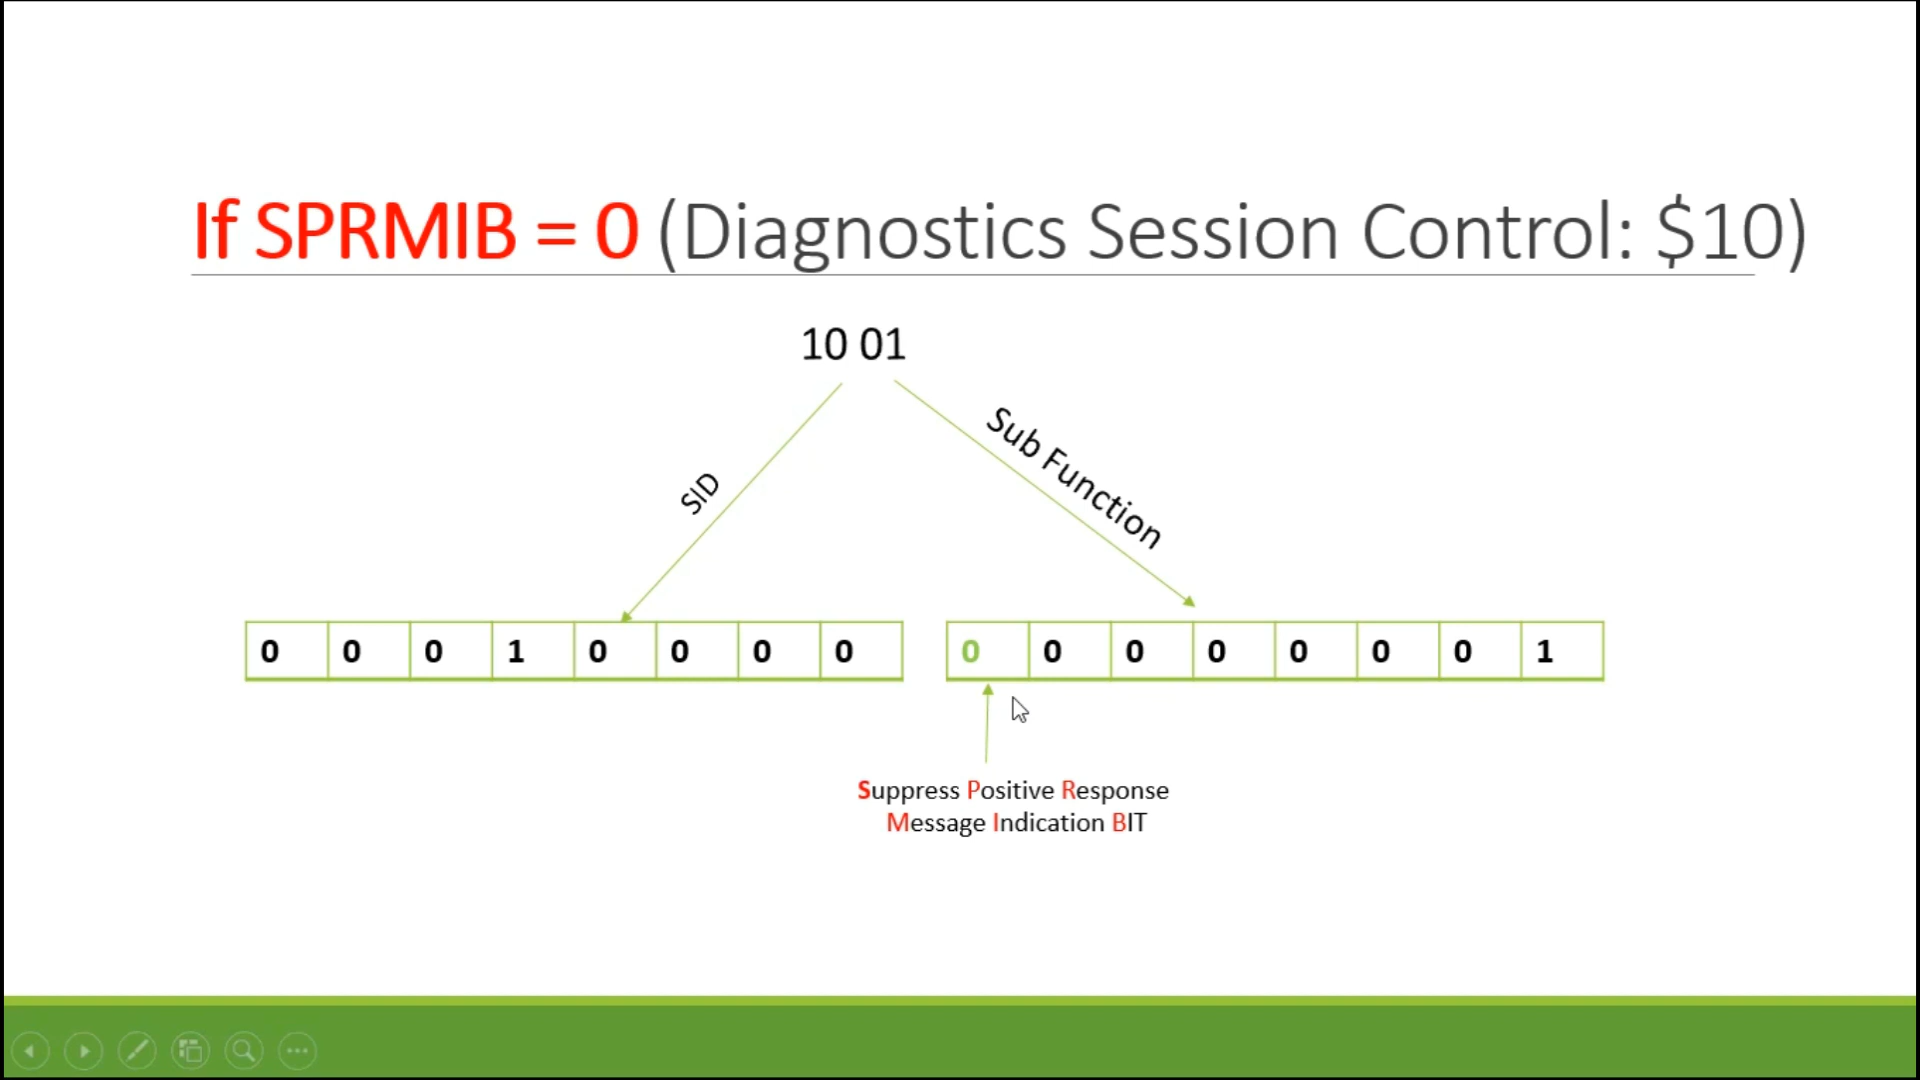 If SPRMIB = 0 (Diagnostics Session Control: $10)
10 01
SID
Sub Function
0 0 0 1 0 0 0 0
0 0 0 0 0 0 0 1
Suppress Positive Response
Message Indication BIT